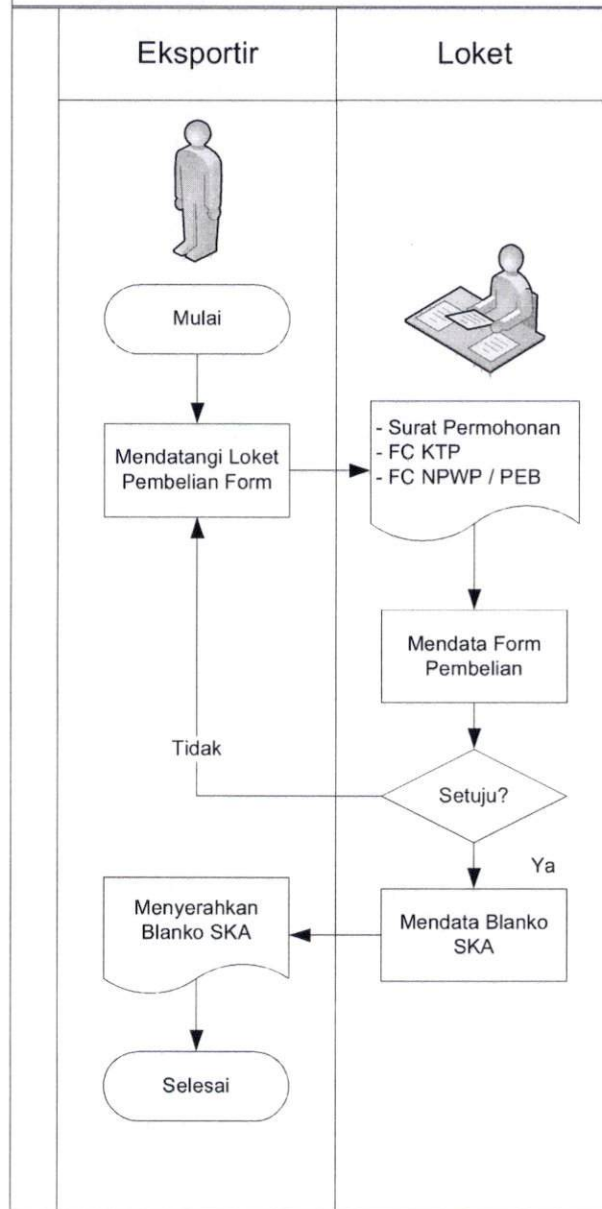 Eksportir
Loket
Mulai
Mendatangi Loket
Pembelian Form
- Surat Permohonan
- FC KTP
- FC NPWP / PEB
Mendata Form
Pembelian
Setuju?
Tidak
Ya
Mendata Blanko
SKA
Menyerahkan
Blanko SKA
Selesai